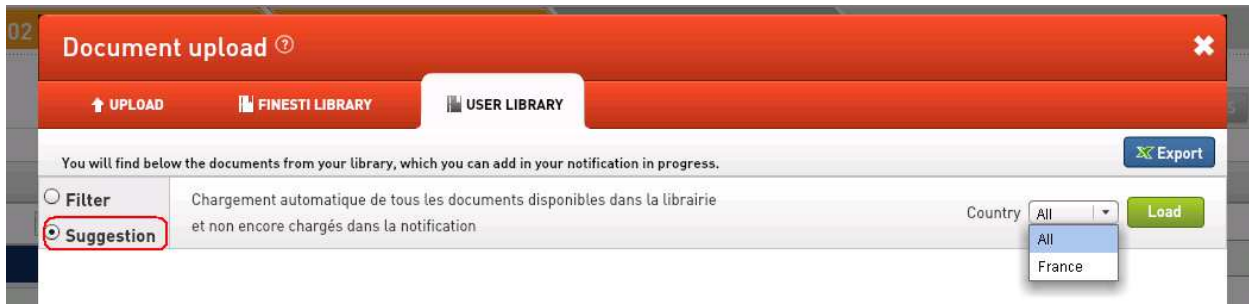 02
Document upload ?
UPLOAD
FINESTI LIBRARY
USER LIBRARY
You will find below the documents from your library, which you can add in your notification in progress.
Export
Filter
Suggestion
Chargement automatique de tous les documents disponibles dans la librairie
et non encore chargés dans la notification
Country
All
Load
All
France